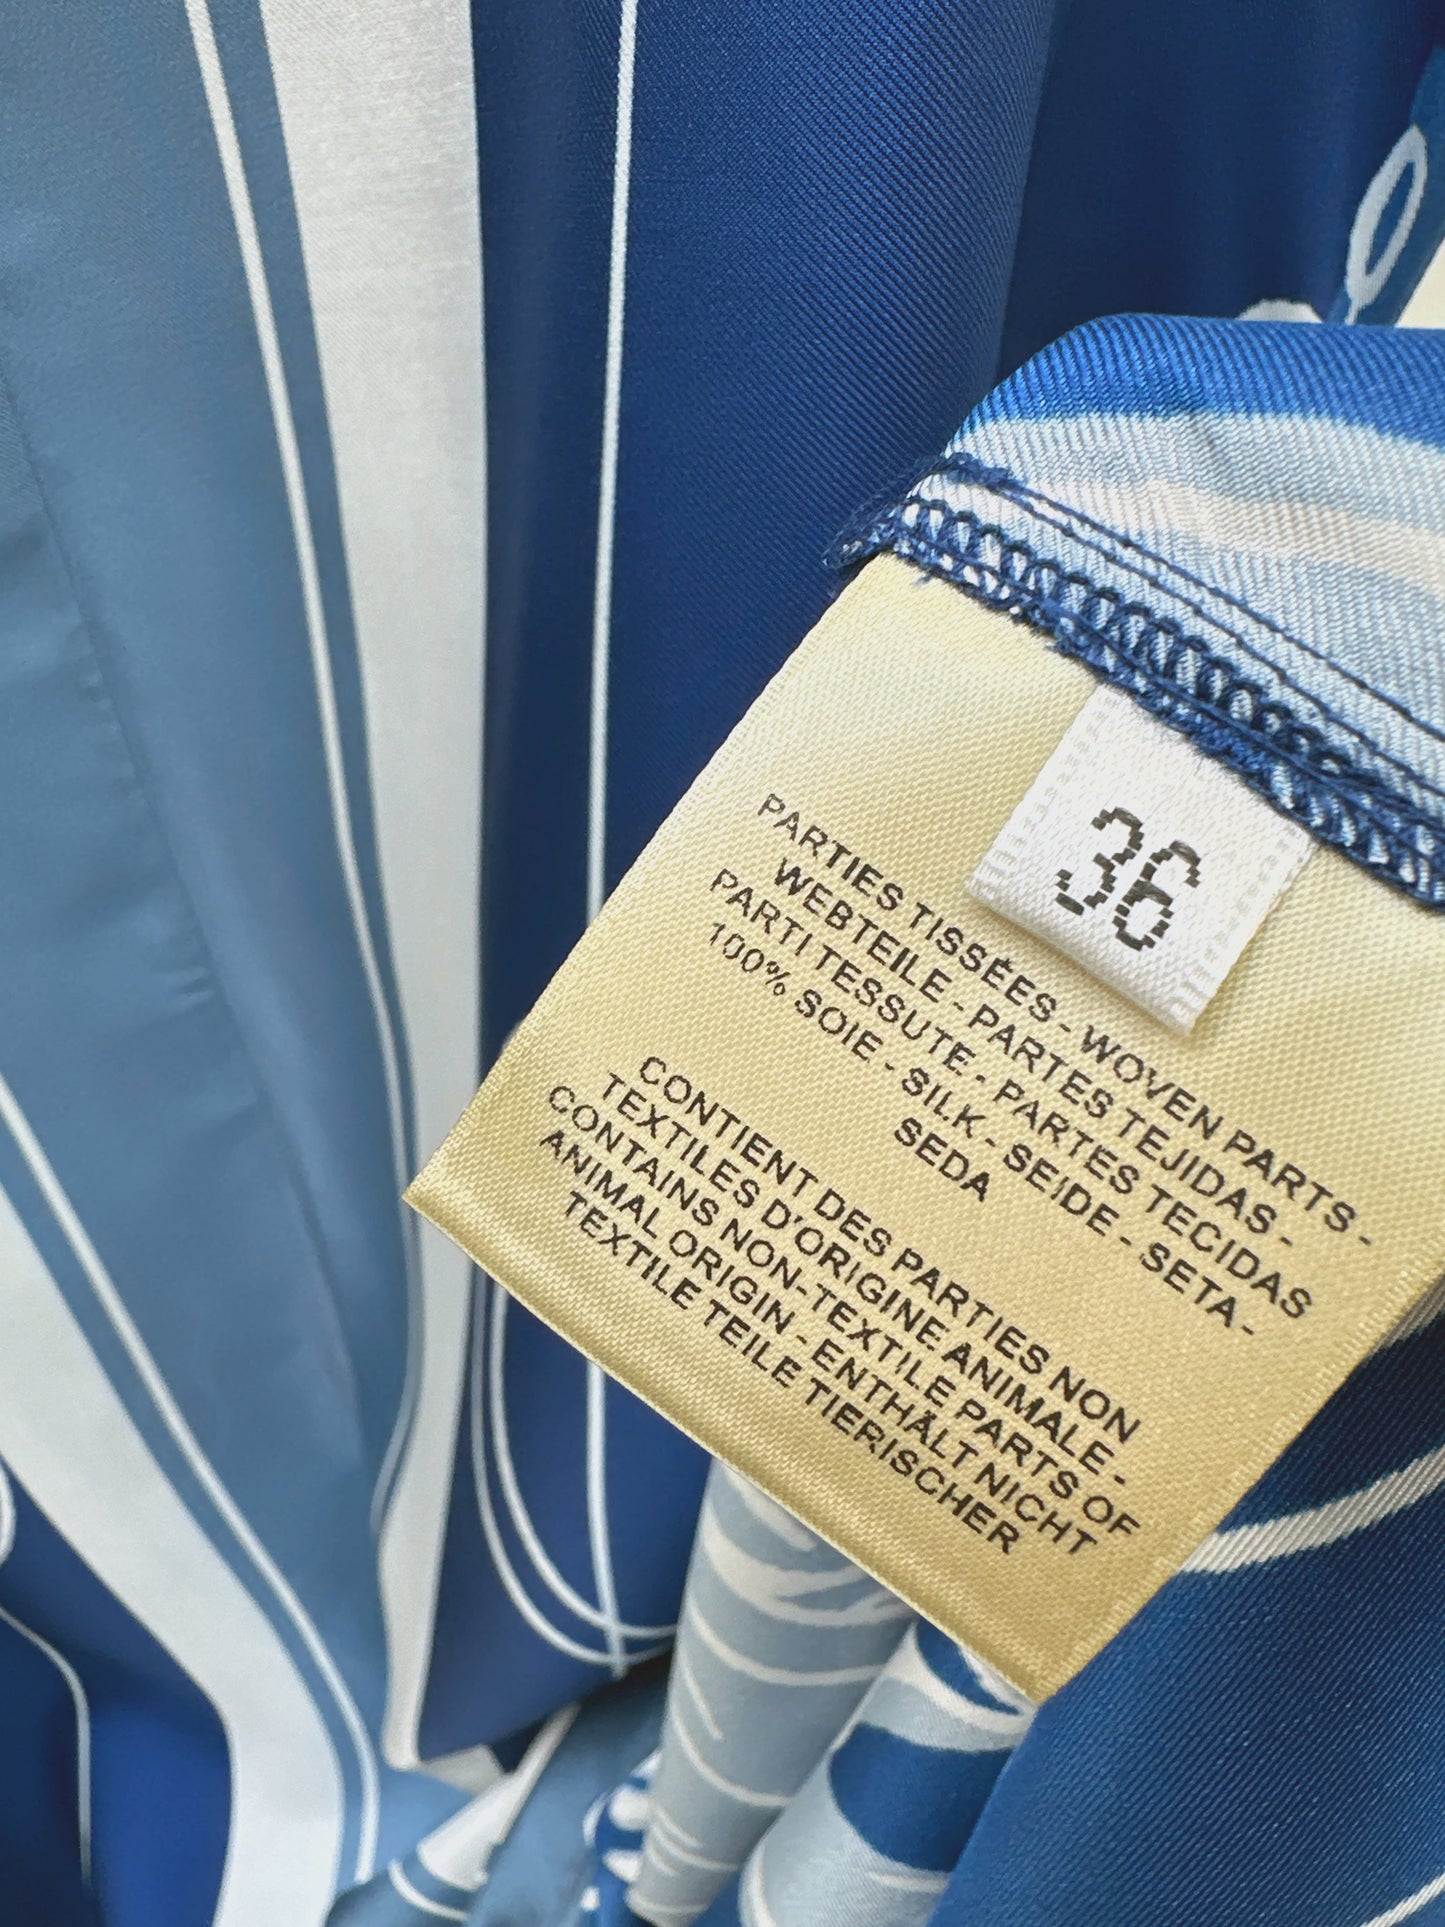 36
PARTIES TISSÉES - WOVEN PARTS -
WEBTEILE - PARTES TEJIDAS -
PARTI TESSUTE - PARTES TECIDAS
100% SOIE - SILK - SEIDE - SETA -
SEDA
CONTIENT DES PARTIES NON
TEXTILES D'ORIGINE ANIMALE -
CONTAINS NON-TEXTILE PARTS OF
ANIMAL ORIGIN - ENTHÄLT NICHT
TEXTILE TEILE TIERISCHER